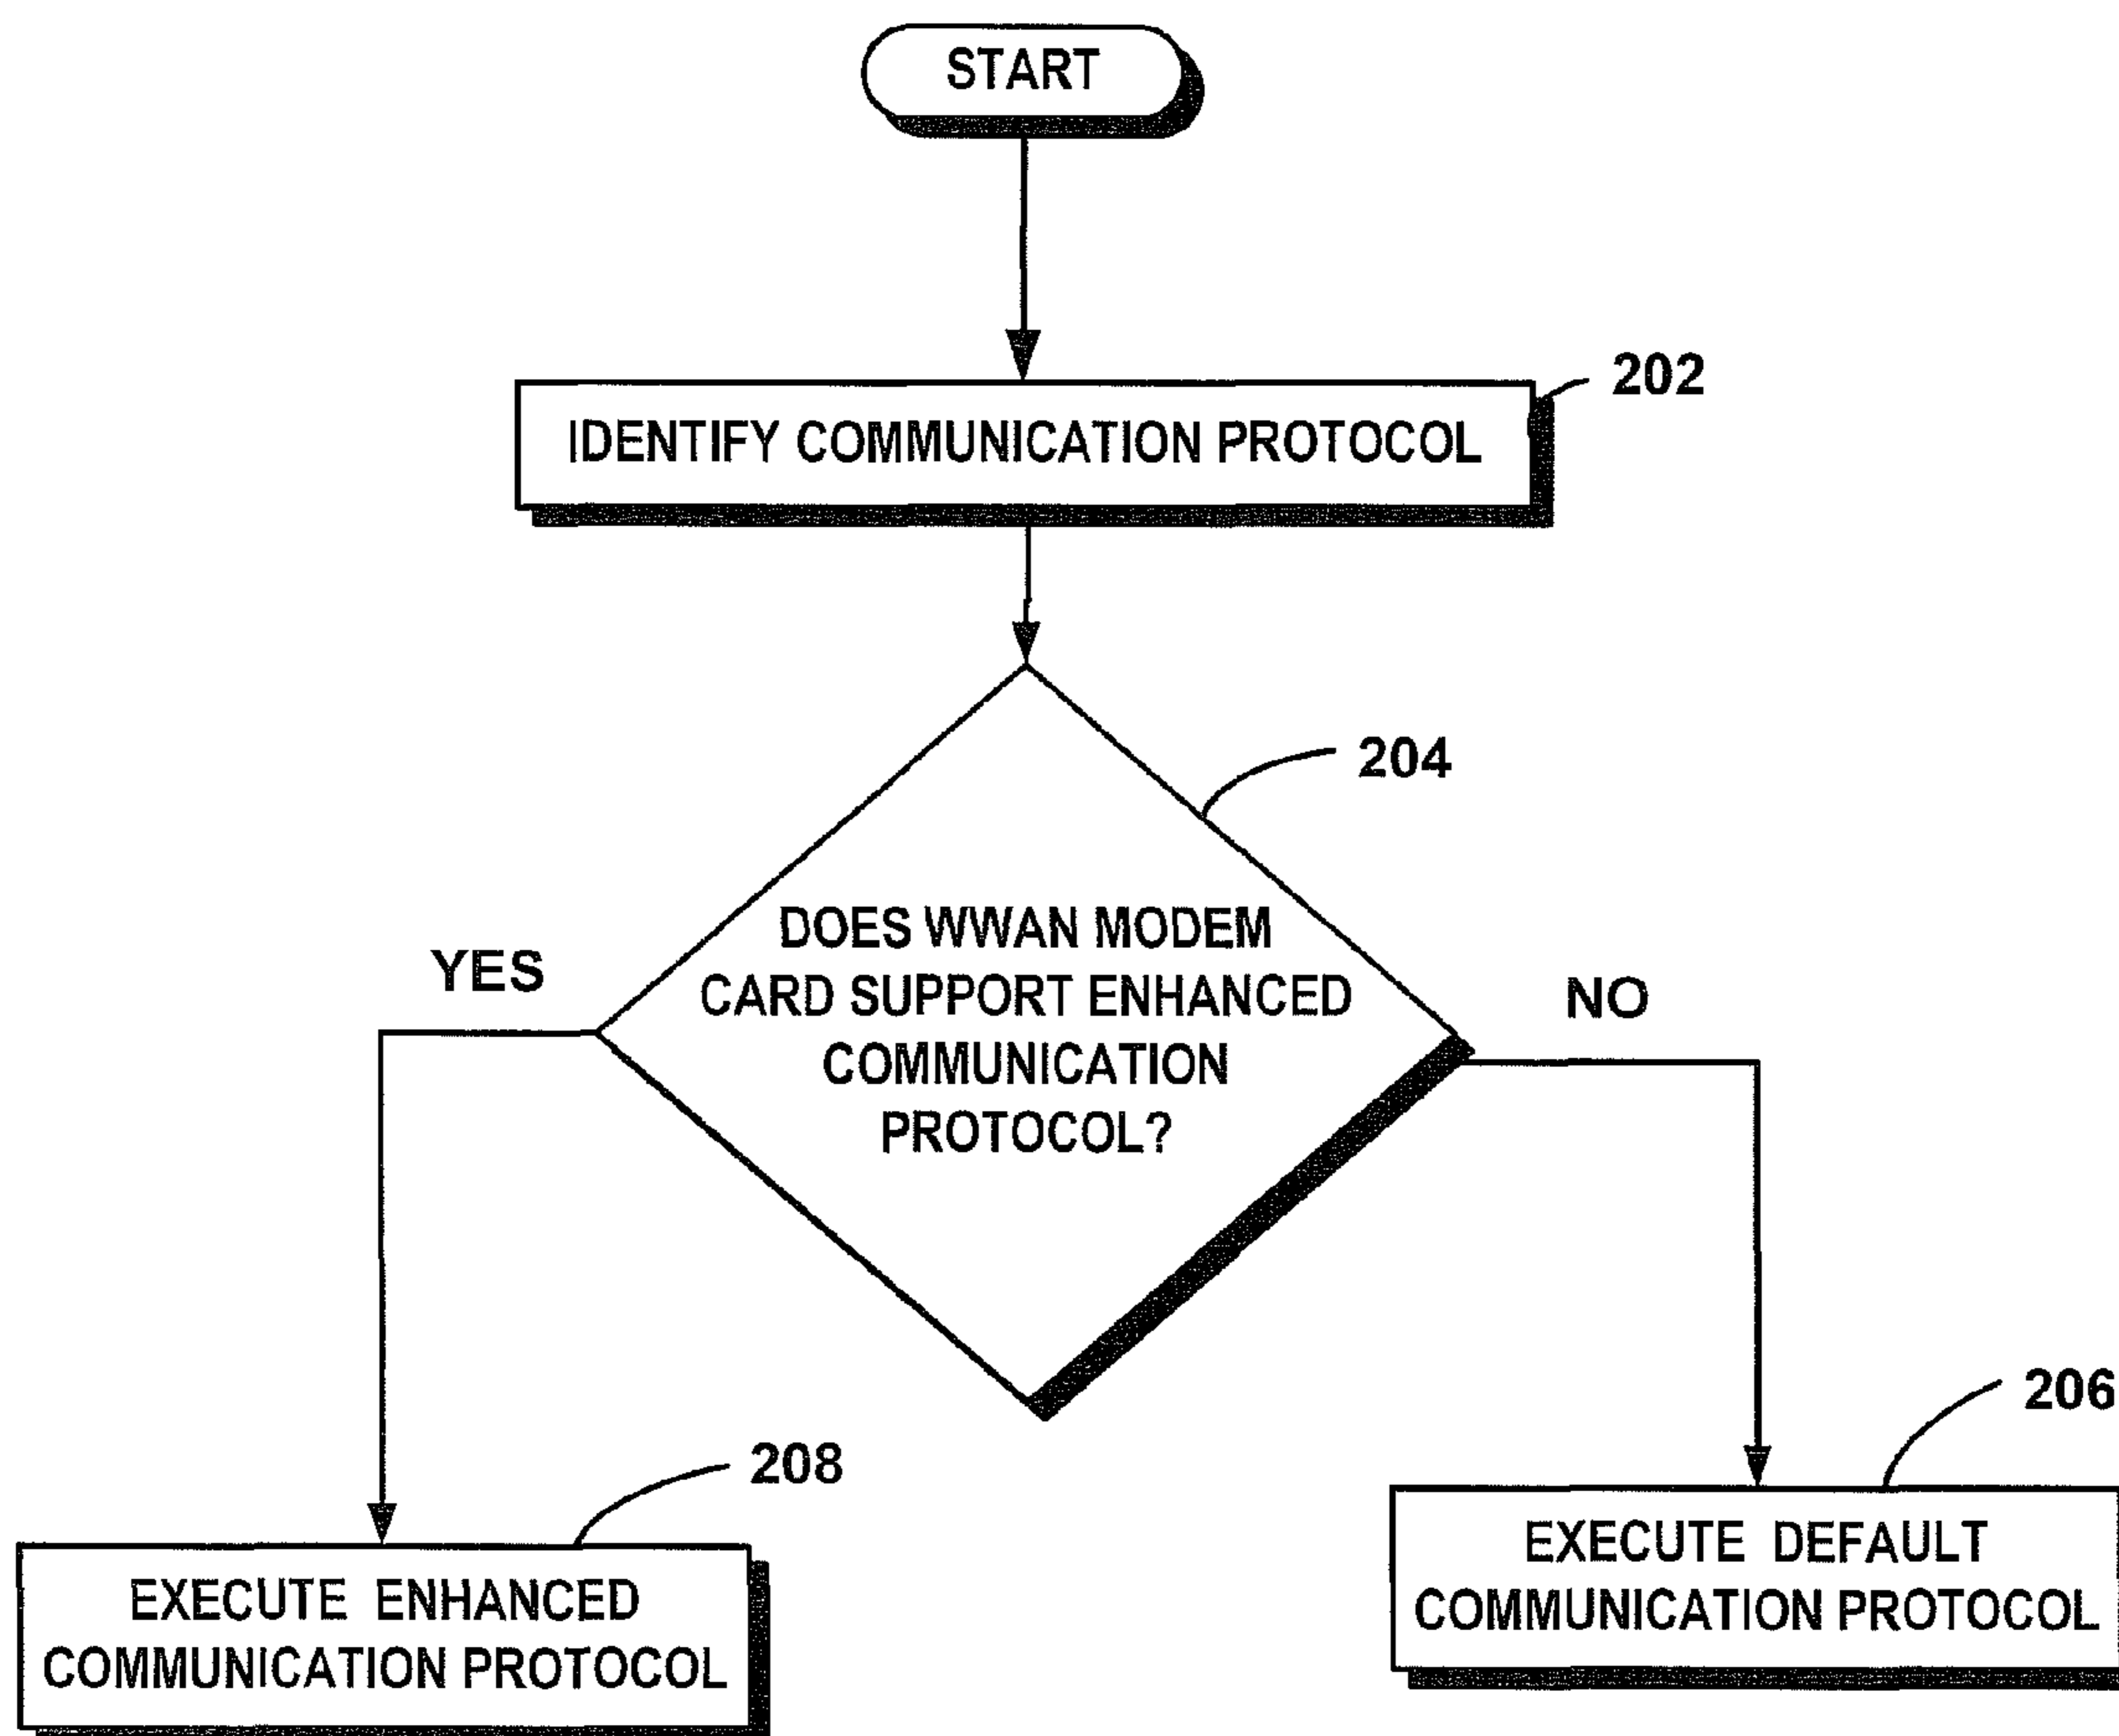 START
IDENTIFY COMMUNICATION PROTOCOL
202
204
DOES WWAN MODEM
CARD SUPPORT ENHANCED
COMMUNICATION
PROTOCOL?
YES
NO
208
EXECUTE ENHANCED
COMMUNICATION PROTOCOL
206
EXECUTE DEFAULT
COMMUNICATION PROTOCOL